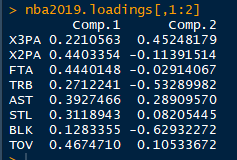 > nba2019.loadings[,1:2]
Comp.1 Comp.2
X3PA 0.2210563 0.45248179
X2PA 0.4403354 -0.11391514
FTA 0.4440148 -0.02914067
TRB 0.2712241 -0.53289982
AST 0.3927466 0.28909570
STL 0.3118943 0.08205445
BLK 0.1283355 -0.62932272
TOV 0.4674710 0.10533672